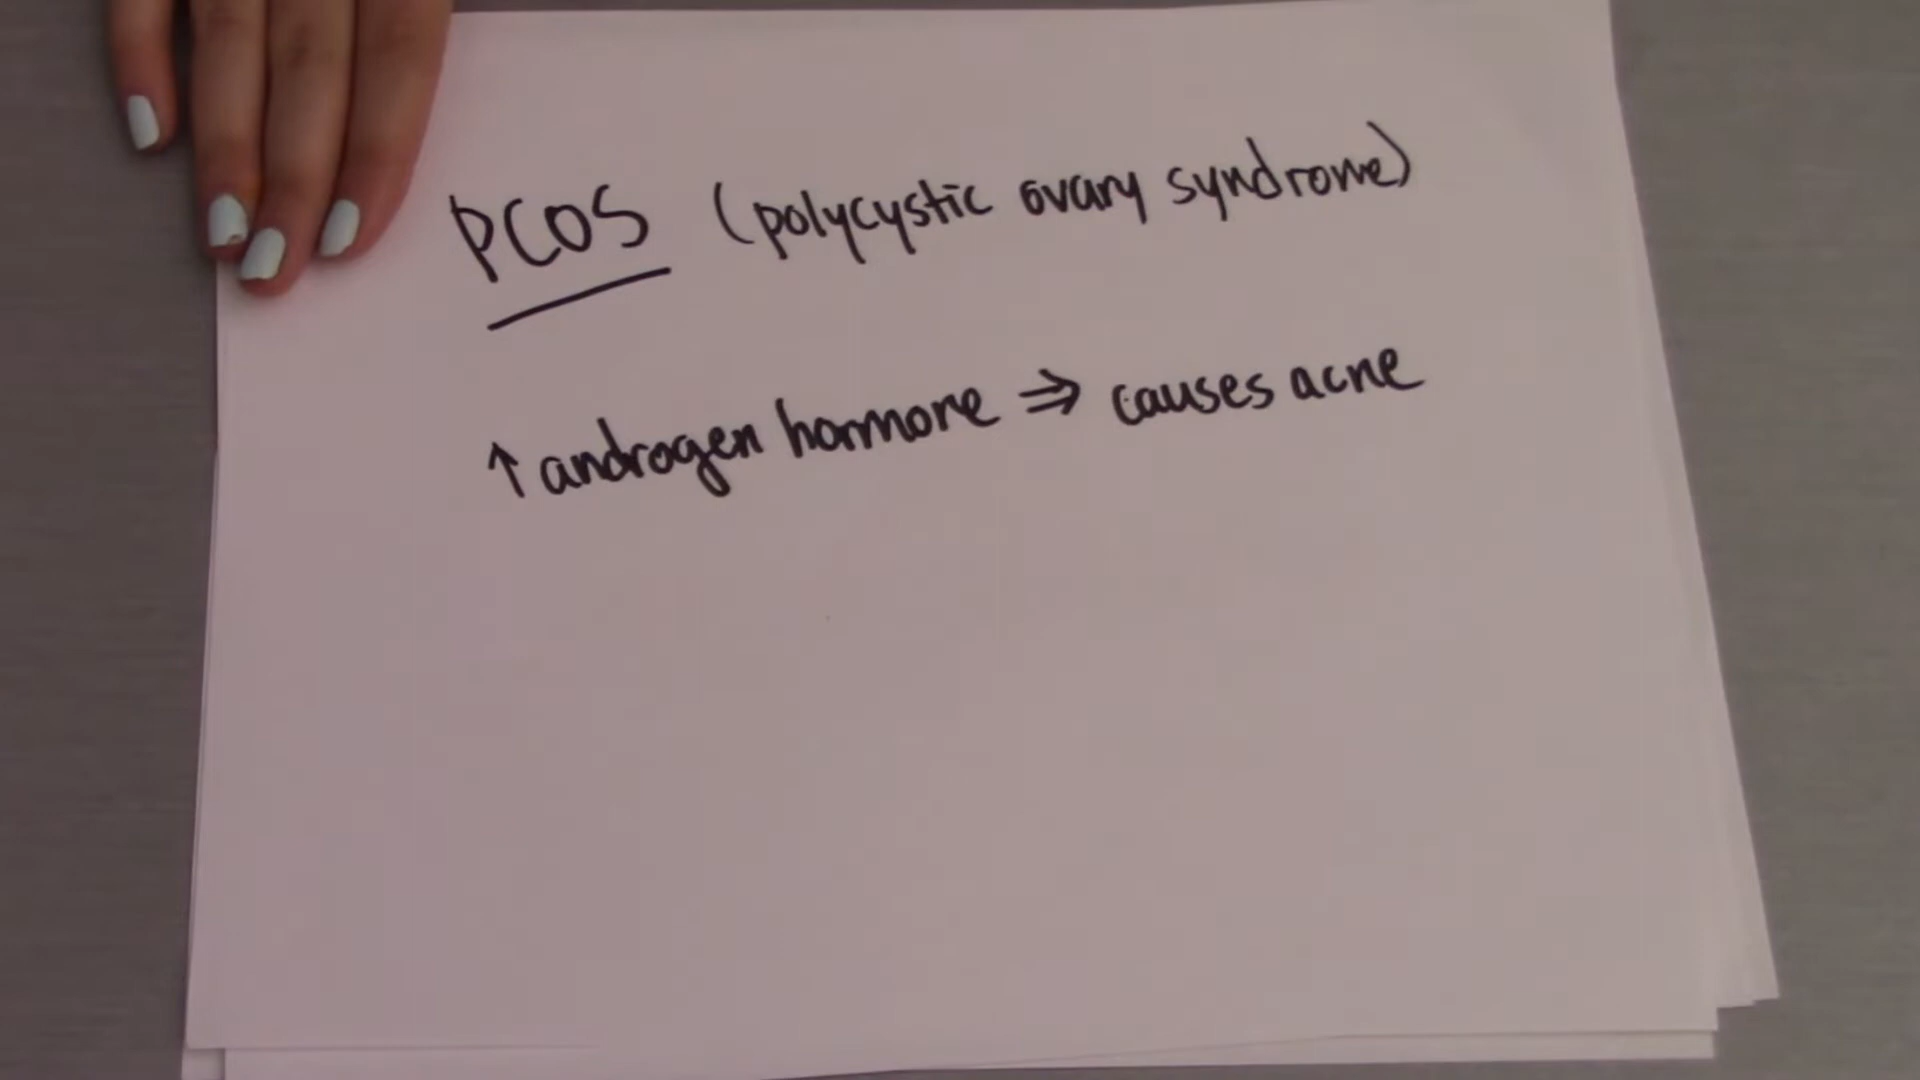 PCOS (polycystic ovary syndrome)
↑ androgen hormone ⇒ causes acne